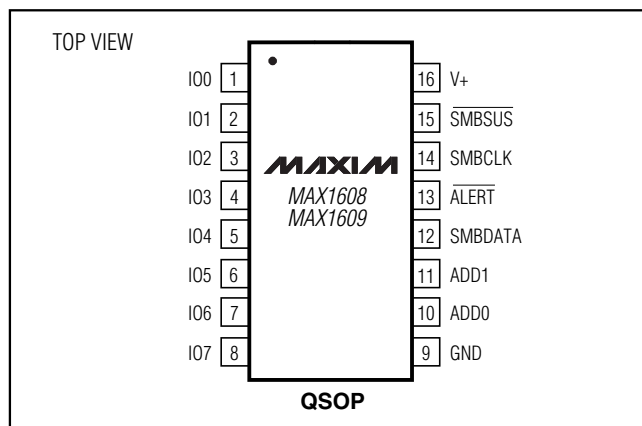 TOP VIEW
IO0 1 16 V+
IO1 2 15 SMBSUS
IO2 3 14 SMBCLK
MAXIM
IO3 4 MAX1608 13 ALERT
MAX1609
IO4 5 12 SMBDATA
IO5 6 11 ADD1
IO6 7 10 ADD0
IO7 8 9 GND
QSOP